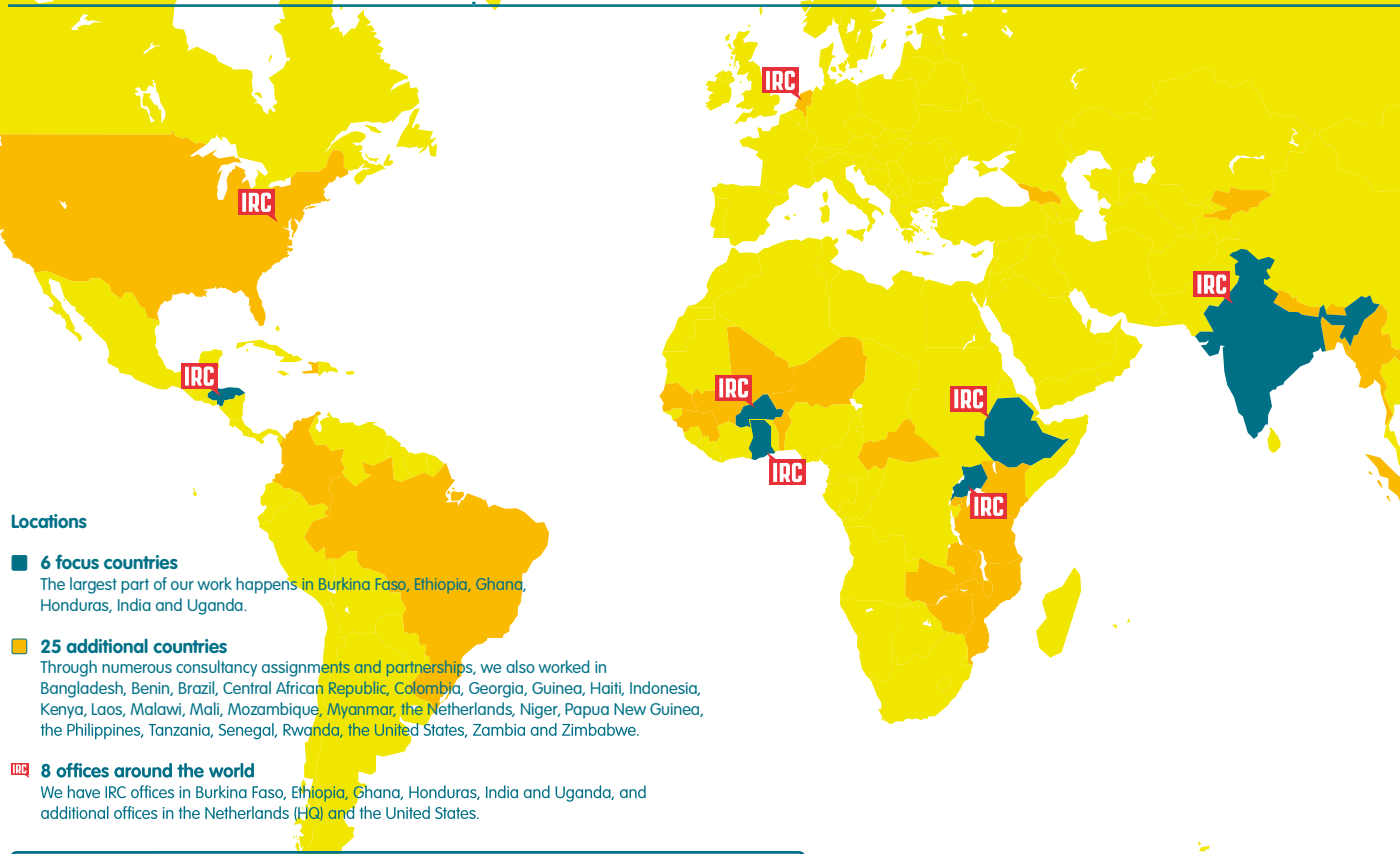 IRC
IRC
IRC
IRC
IRC
IRC
IRC
IRC
Locations
6 focus countries
The largest part of our work happens in Burkina Faso, Ethiopia, Ghana,
Honduras, India and Uganda.
25 additional countries
Through numerous consultancy assignments and partnerships, we also worked in
Bangladesh, Benin, Brazil, Central African Republic, Colombia, Georgia, Guinea, Haiti, Indonesia,
Kenya, Laos, Malawi, Mali, Mozambique, Myanmar, the Netherlands, Niger, Papua New Guinea,
the Philippines, Tanzania, Senegal, Rwanda, the United States, Zambia and Zimbabwe.
IRC 8 offices around the world
We have IRC offices in Burkina Faso, Ethiopia, Ghana, Honduras, India and Uganda, and
additional offices in the Netherlands (HQ) and the United States.